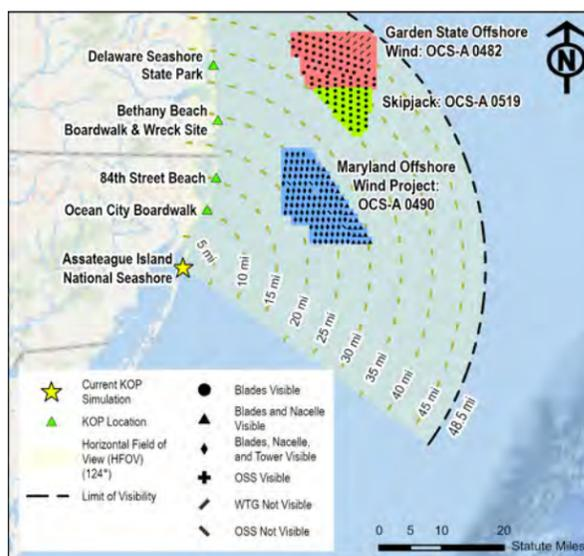 Delaware Seashore
State Park
Garden State Offshore
Wind: OCS-A 0482
N
Skipjack: OCS-A 0519
Bethany Beach
Boardwalk & Wreck Site
Maryland Offshore
Wind Project:
OCS-A 0490
84th Street Beach
Ocean City Boardwalk
Assateague Island
National Seashore
5 mi
10 mi
15 mi
20 mi
25 mi
30 mi
35 mi
40 mi
45 mi
48.5 mi
Current KOP
Simulation
KOP Location
Horizontal Field of
View (HFOV)
(124°)
Limit of Visibility
Blades Visible
Blades and Nacelle
Visible
Blades, Nacelle,
and Tower Visible
OSS Visible
WTG Not Visible
OSS Not Visible
0 5 10 20
Statute Miles